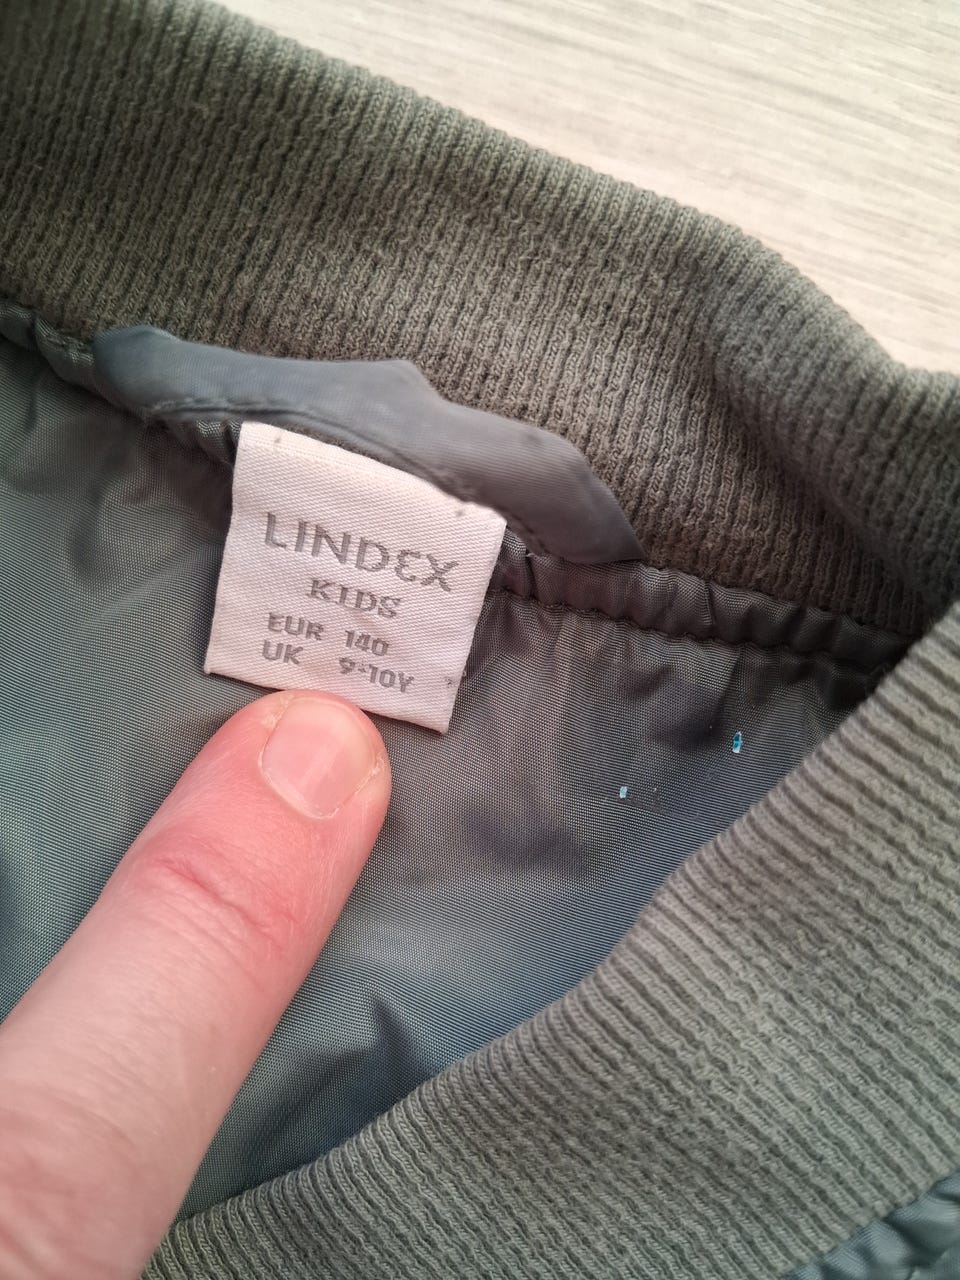 LINDEX
KIDS
EUR 140
UK 9-10Y